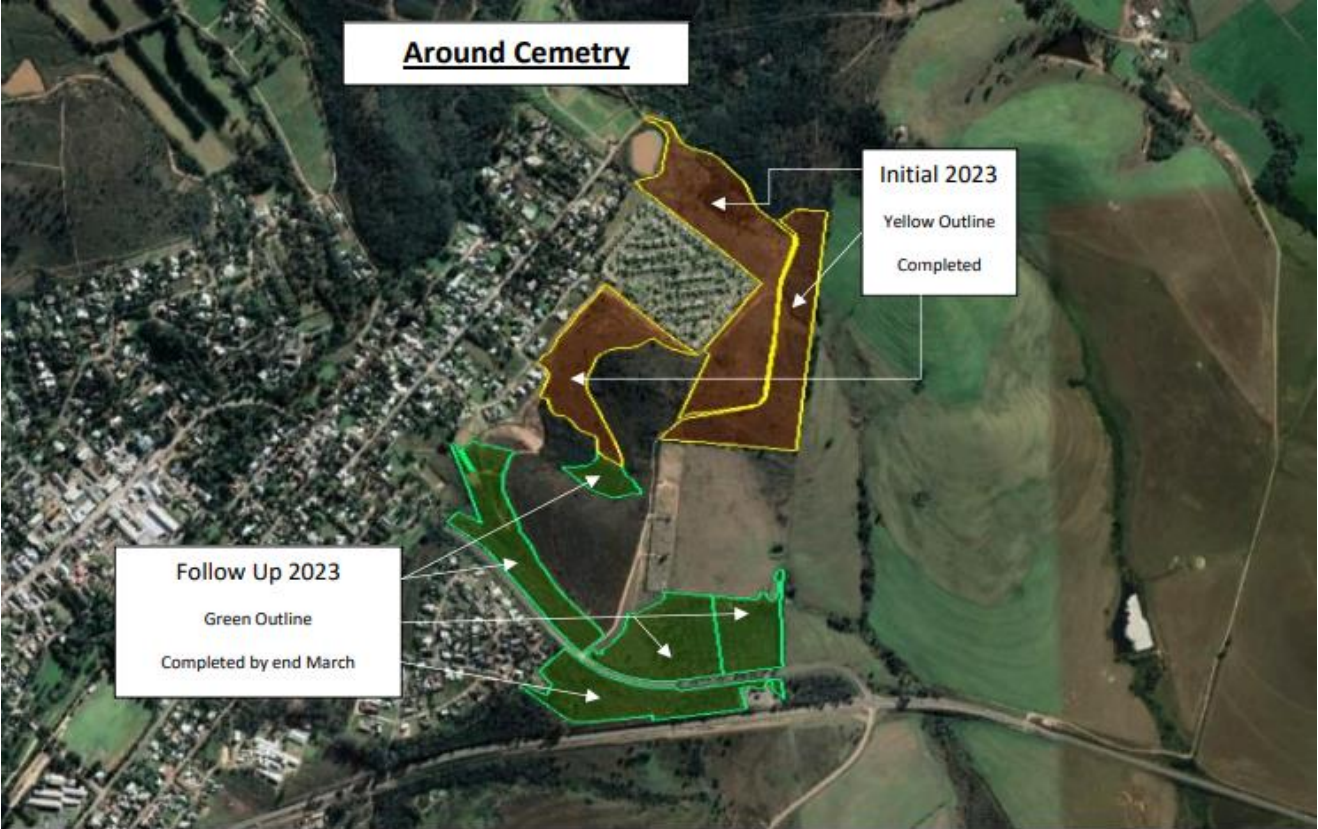 Around Cemetry
Initial 2023
Yellow Outline
Completed
Follow Up 2023
Green Outline
Completed by end March